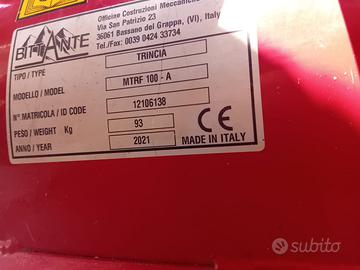 Officine Costruzioni Meccaniche
Via San Patrizio 23
36061 Bassano del Grappa, (VI), Italy
Tel./Fax: 0039 0424 33734
BITTANTE
TIPO / TYPE TRINCIA
MODELLO / MODEL MTRF 100 - A
N° MATRICOLA / ID CODE 12106138
PESO / WEIGHT Kg 93
ANNO / YEAR 2021
CE
MADE IN ITALY
subito